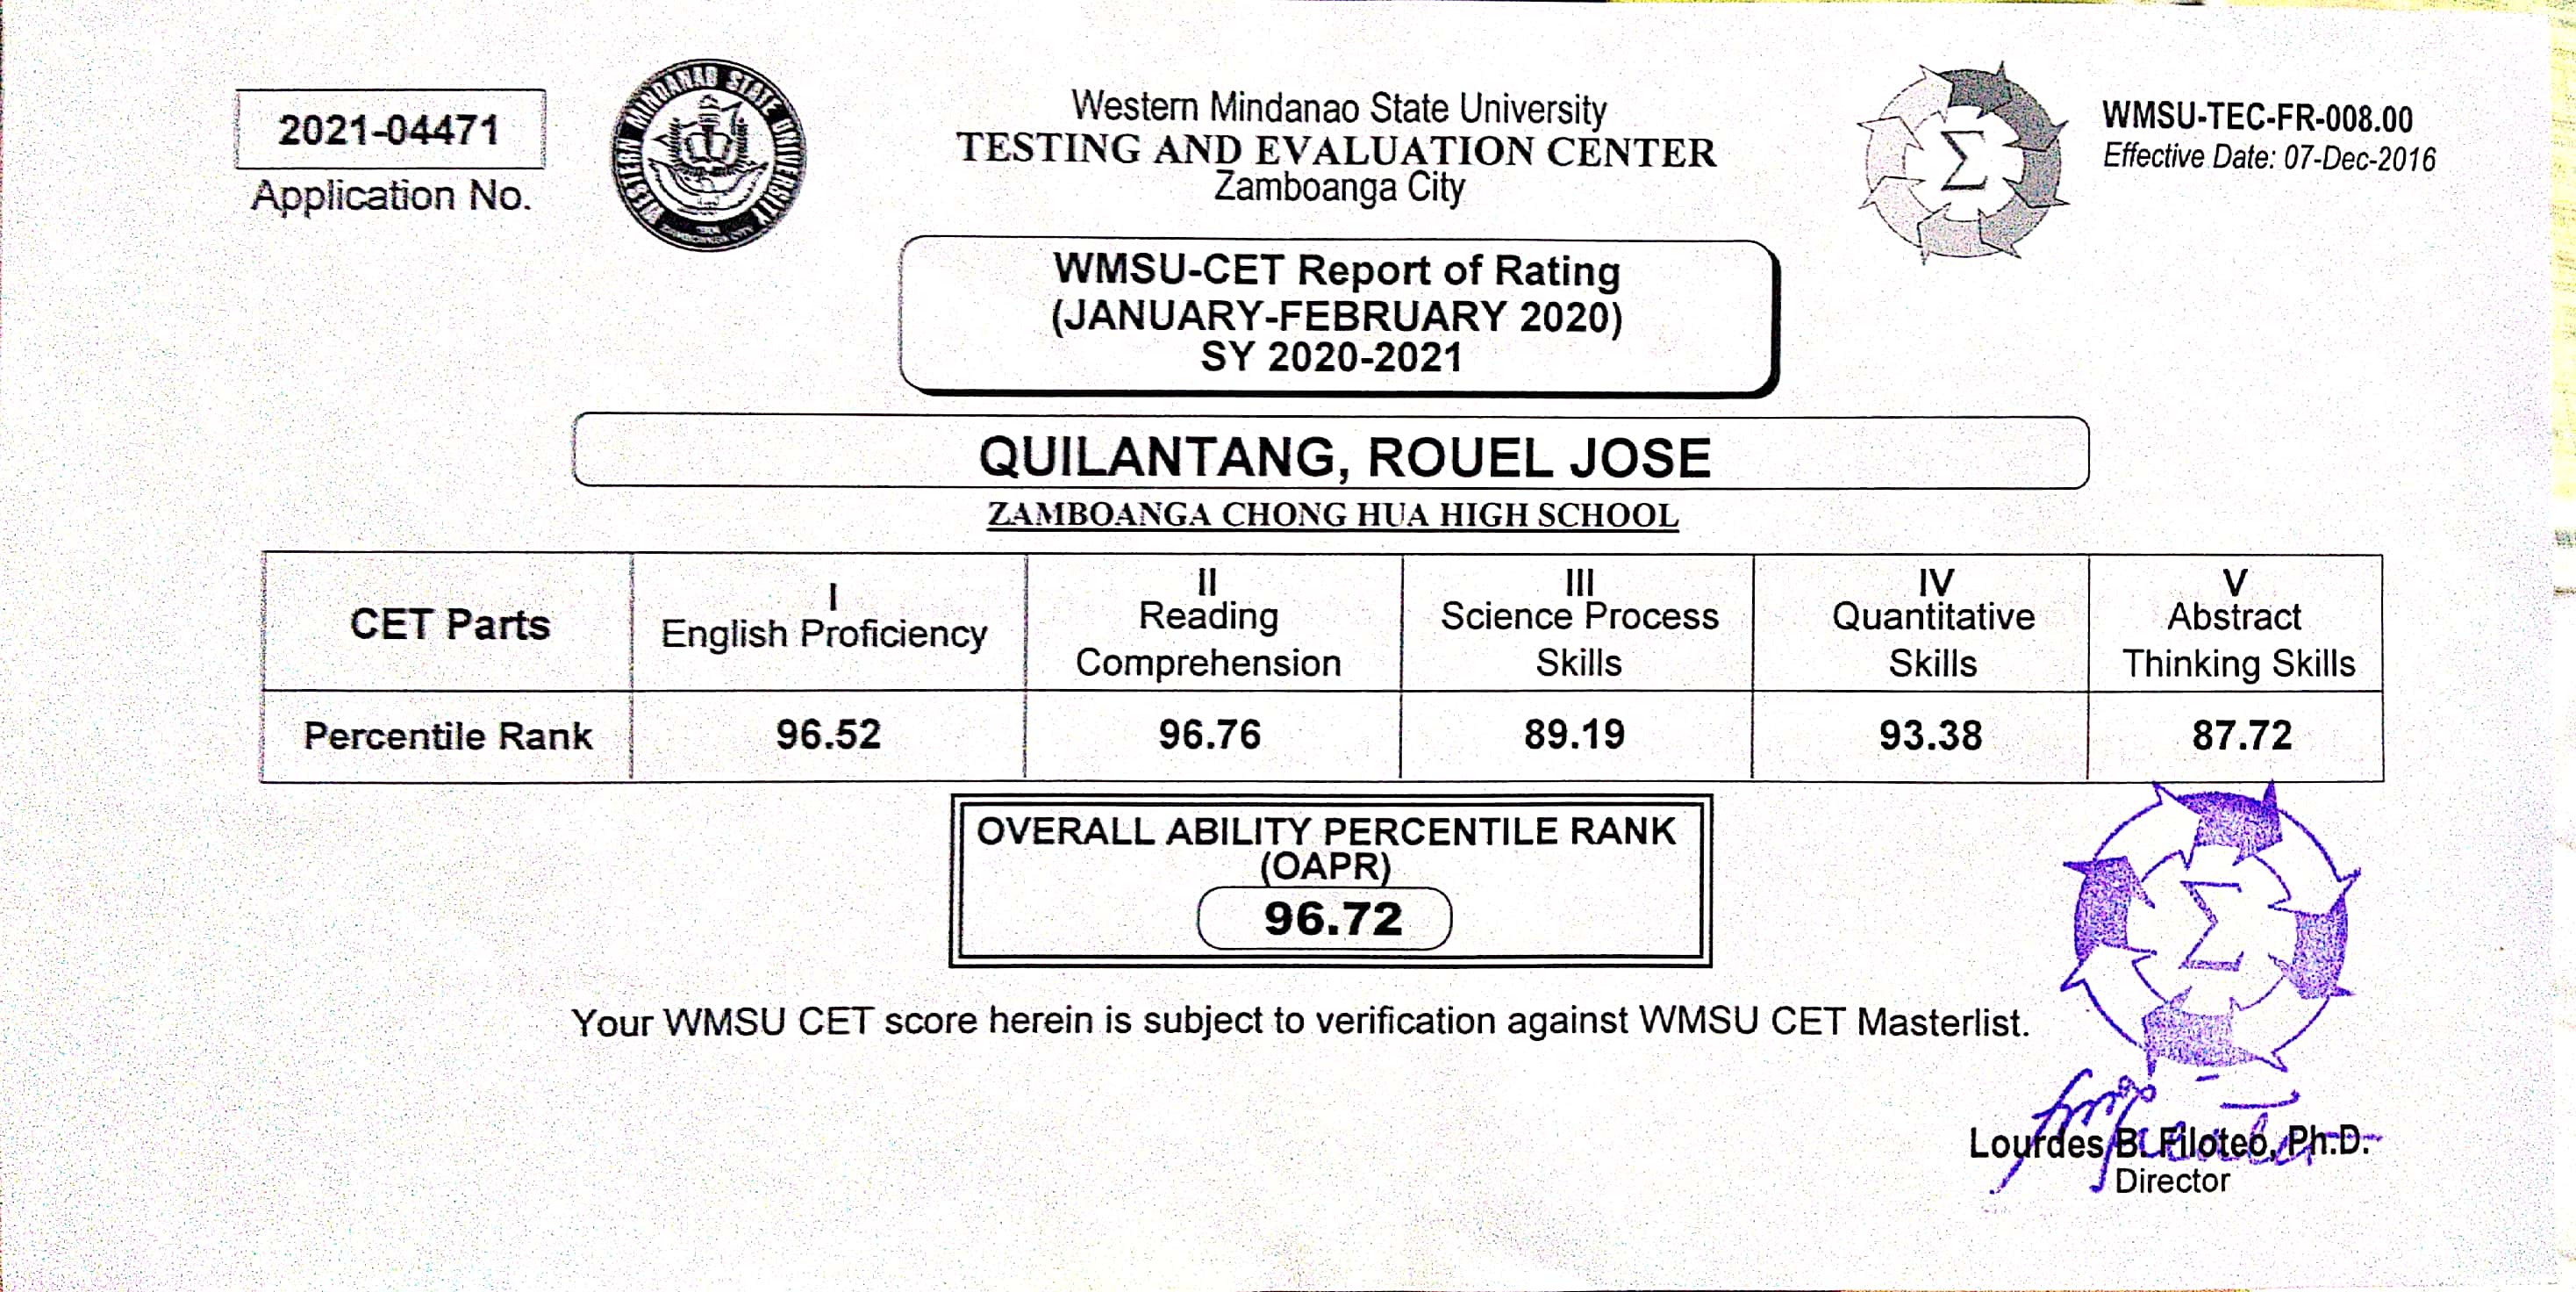 2021-04471
Application No.
WESTERN MINDANAO STATE UNIVERSITY
ZAMBOANGA CITY
Western Mindanao State University
TESTING AND EVALUATION CENTER
Zamboanga City
Σ
WMSU-TEC-FR-008.00
Effective Date: 07-Dec-2016
WMSU-CET Report of Rating
(JANUARY-FEBRUARY 2020)
SY 2020-2021
QUILANTANG, ROUEL JOSE
ZAMBOANGA CHONG HUA HIGH SCHOOL
CET Parts
I
English Proficiency
II
Reading
Comprehension
III
Science Process
Skills
IV
Quantitative
Skills
V
Abstract
Thinking Skills
Percentile Rank 96.52 96.76 89.19 93.38 87.72
OVERALL ABILITY PERCENTILE RANK
(OAPR)
96.72
Σ
Your WMSU CET score herein is subject to verification against WMSU CET Masterlist.
Lourdes B. Filoteo, Ph.D.
Director